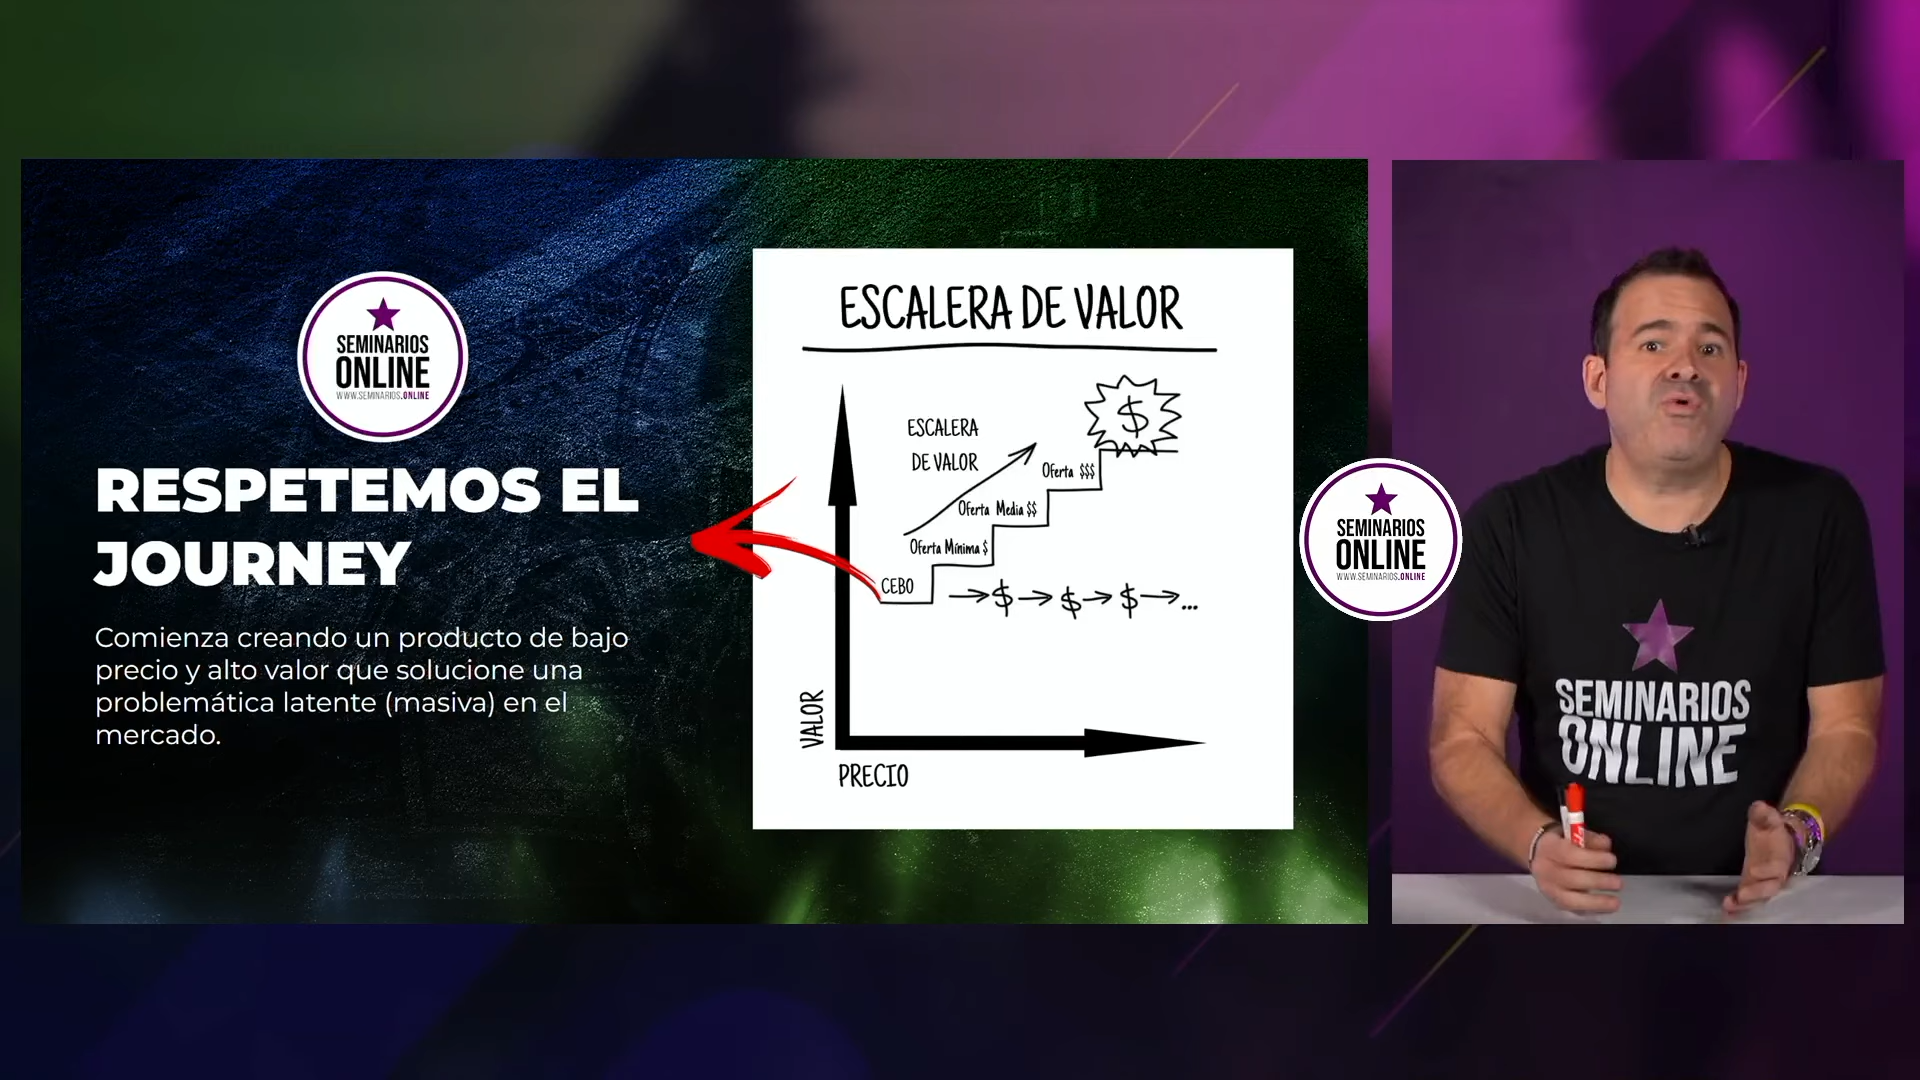 SEMINARIOS
ONLINE
WWW.SEMINARIOS.ONLINE
RESPETEMOS EL
JOURNEY
Comienza creando un producto de bajo
precio y alto valor que solucione una
problemática latente (masiva) en el
mercado.
ESCALERA DE VALOR
ESCALERA
DE VALOR
$
Oferta $$$
Oferta Media $$
Oferta Mínima $
CEBO
→$→$→$→...
VALOR
PRECIO
SEMINARIOS
ONLINE
WWW.SEMINARIOS.ONLINE
SEMINARIOS
ONLINE